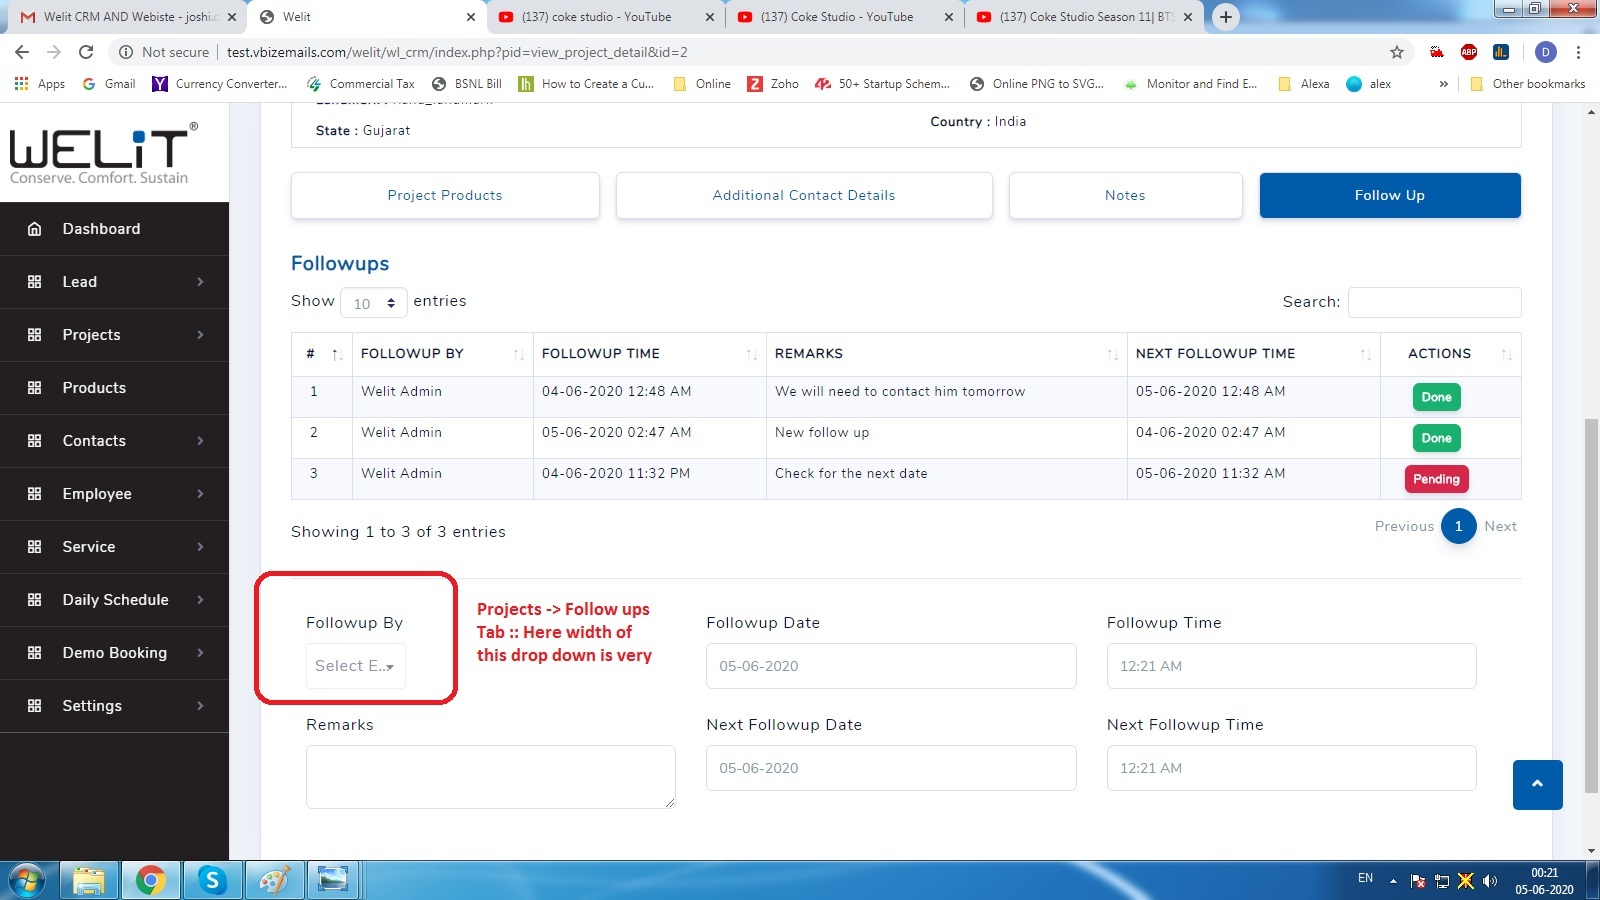 Welit CRM AND Webiste - joshi.c
Welit
(137) coke studio - YouTube
(137) Coke Studio - YouTube
(137) Coke Studio Season 11| BTS
Not secure
test.vbizemails.com/welit/wl_crm/index.php?pid=view_project_detail&id=2
ABP
D
Apps
Gmail
Currency Converter...
Commercial Tax
BSNL Bill
How to Create a Cu...
Online
Zoho
50+ Startup Schem...
Online PNG to SVG...
Monitor and Find E...
Alexa
alex
»
Other bookmarks
WELiT®
Conserve. Comfort. Sustain
Dashboard
Lead
Projects
Products
Contacts
Employee
Service
Daily Schedule
Demo Booking
Settings
State : Gujarat
Country : India
Project Products
Additional Contact Details
Notes
Follow Up
Followups
Show 10 entries
Search:
# FOLLOWUP BY FOLLOWUP TIME REMARKS NEXT FOLLOWUP TIME ACTIONS
1 Welit Admin 04-06-2020 12:48 AM We will need to contact him tomorrow 05-06-2020 12:48 AM Done
2 Welit Admin 05-06-2020 02:47 AM New follow up 04-06-2020 02:47 AM Done
3 Welit Admin 04-06-2020 11:32 PM Check for the next date 05-06-2020 11:32 AM Pending
Showing 1 to 3 of 3 entries
Previous 1 Next
Followup By
Select E...
Projects -> Follow ups
Tab :: Here width of
this drop down is very
Followup Date
05-06-2020
Followup Time
12:21 AM
Remarks
Next Followup Date
05-06-2020
Next Followup Time
12:21 AM
EN
00:21
05-06-2020